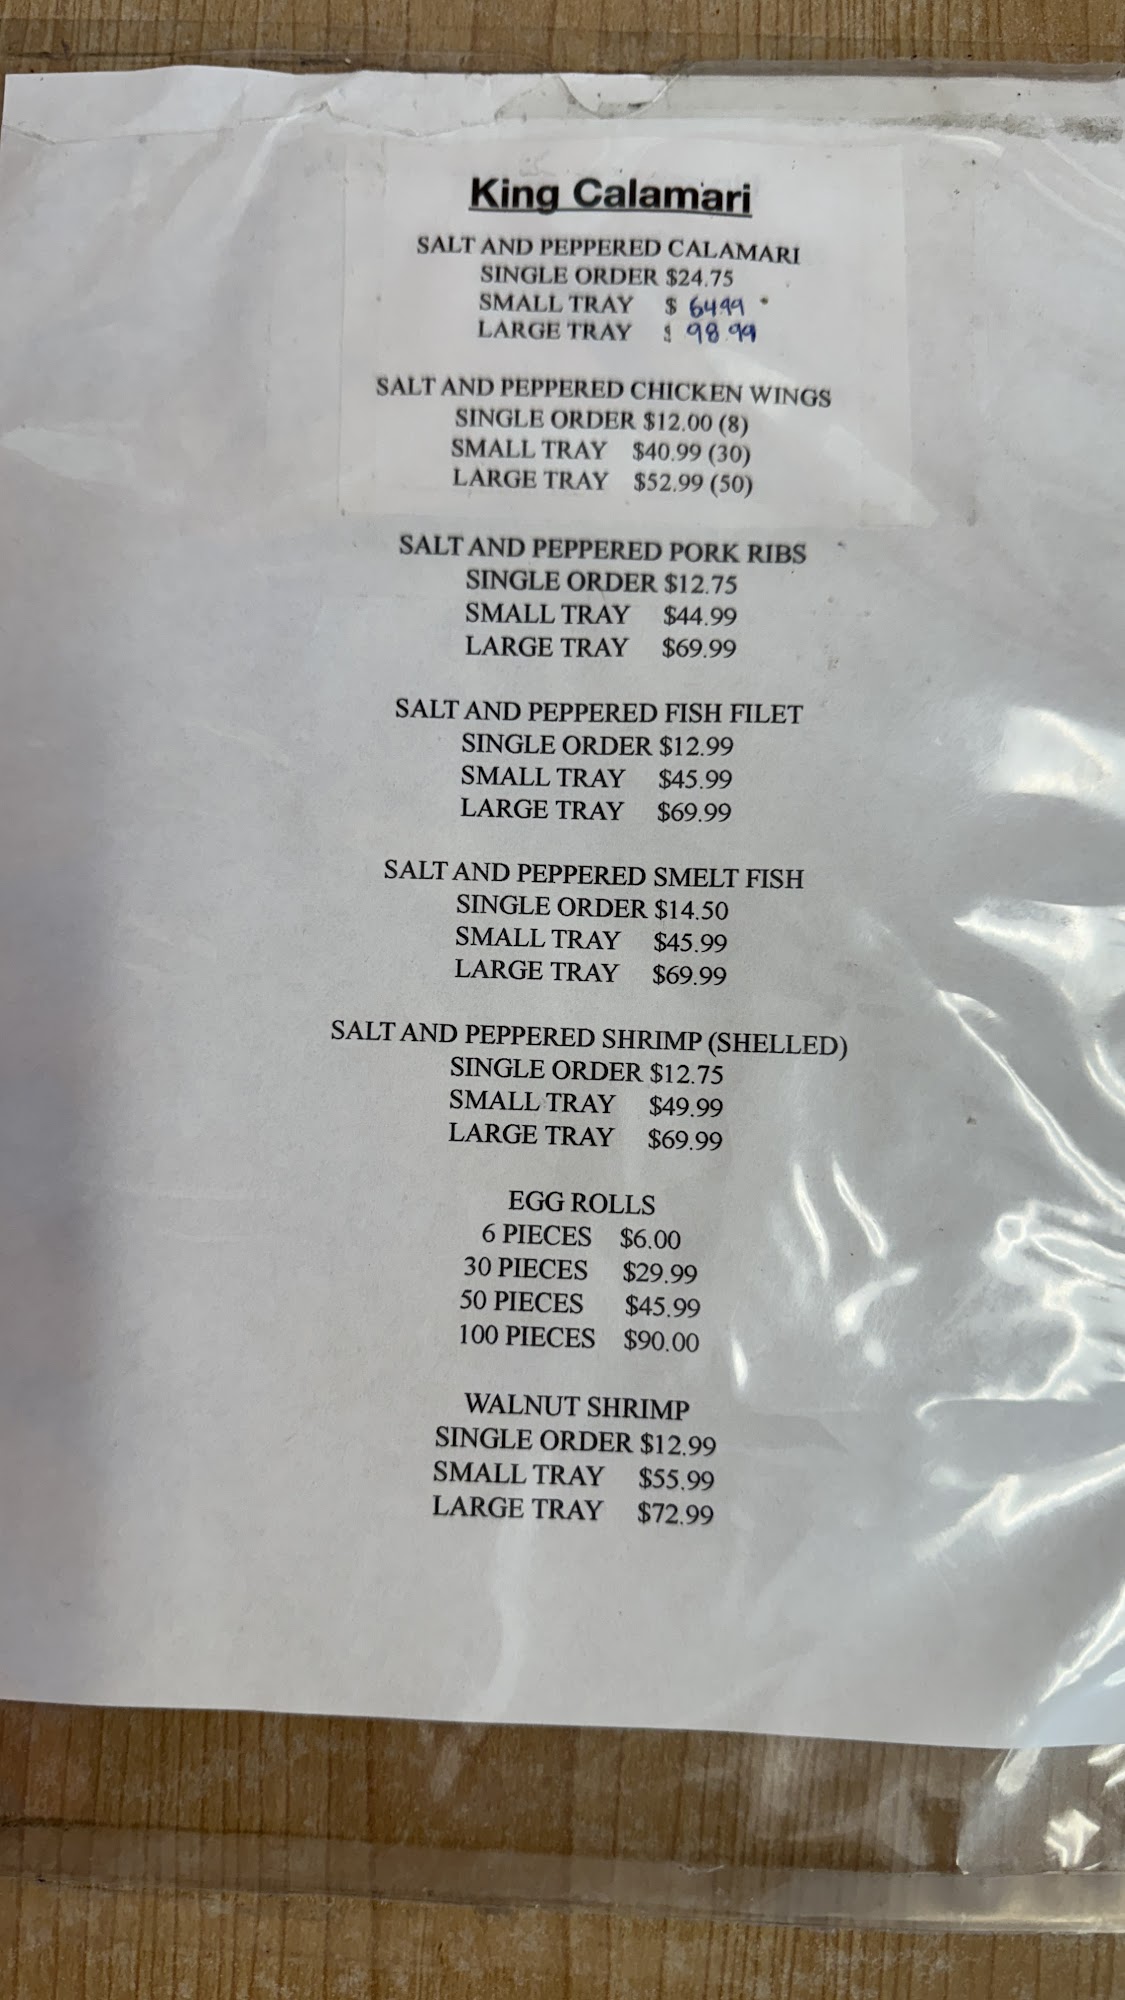 King Calamari
SALT AND PEPPERED CALAMARI
SINGLE ORDER $24.75
SMALL TRAY $ 64.99
LARGE TRAY $ 98.99
SALT AND PEPPERED CHICKEN WINGS
SINGLE ORDER $12.00 (8)
SMALL TRAY $40.99 (30)
LARGE TRAY $52.99 (50)
SALT AND PEPPERED PORK RIBS
SINGLE ORDER $12.75
SMALL TRAY $44.99
LARGE TRAY $69.99
SALT AND PEPPERED FISH FILET
SINGLE ORDER $12.99
SMALL TRAY $45.99
LARGE TRAY $69.99
SALT AND PEPPERED SMELT FISH
SINGLE ORDER $14.50
SMALL TRAY $45.99
LARGE TRAY $69.99
SALT AND PEPPERED SHRIMP (SHELLED)
SINGLE ORDER $12.75
SMALL TRAY $49.99
LARGE TRAY $69.99
EGG ROLLS
6 PIECES $6.00
30 PIECES $29.99
50 PIECES $45.99
100 PIECES $90.00
WALNUT SHRIMP
SINGLE ORDER $12.99
SMALL TRAY $55.99
LARGE TRAY $72.99